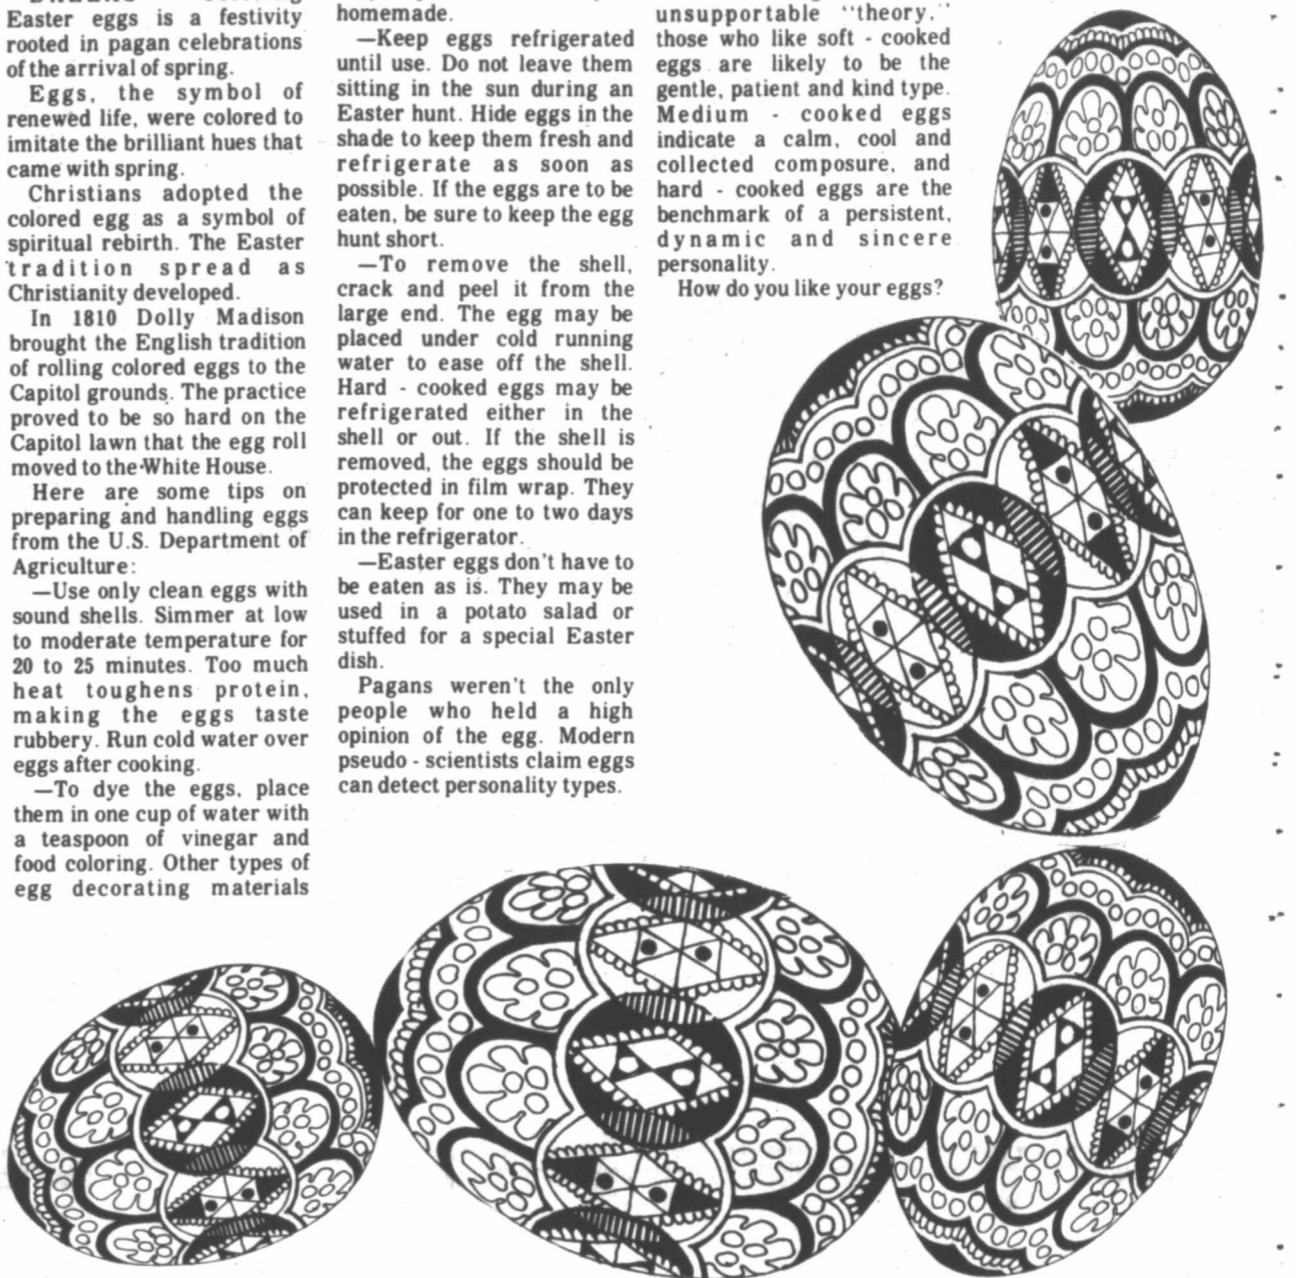 Easter eggs is a festivity
rooted in pagan celebrations
of the arrival of spring.
Eggs, the symbol of
renewed life, were colored to
imitate the brilliant hues that
came with spring.
Christians adopted the
colored egg as a symbol of
spiritual rebirth. The Easter
tradition spread as
Christianity developed.
In 1810 Dolly Madison
brought the English tradition
of rolling colored eggs to the
Capitol grounds. The practice
proved to be so hard on the
Capitol lawn that the egg roll
moved to the White House.
Here are some tips on
preparing and handling eggs
from the U.S. Department of
Agriculture:
—Use only clean eggs with
sound shells. Simmer at low
to moderate temperature for
20 to 25 minutes. Too much
heat toughens protein,
making the eggs taste
rubbery. Run cold water over
eggs after cooking.
—To dye the eggs, place
them in one cup of water with
a teaspoon of vinegar and
food coloring. Other types of
egg decorating materials
homemade.
—Keep eggs refrigerated
until use. Do not leave them
sitting in the sun during an
Easter hunt. Hide eggs in the
shade to keep them fresh and
refrigerate as soon as
possible. If the eggs are to be
eaten, be sure to keep the egg
hunt short.
—To remove the shell,
crack and peel it from the
large end. The egg may be
placed under cold running
water to ease off the shell.
Hard - cooked eggs may be
refrigerated either in the
shell or out. If the shell is
removed, the eggs should be
protected in film wrap. They
can keep for one to two days
in the refrigerator.
—Easter eggs don't have to
be eaten as is. They may be
used in a potato salad or
stuffed for a special Easter
dish.
Pagans weren't the only
people who held a high
opinion of the egg. Modern
pseudo - scientists claim eggs
can detect personality types.
unsupportable "theory,"
those who like soft - cooked
eggs are likely to be the
gentle, patient and kind type.
Medium - cooked eggs
indicate a calm, cool and
collected composure, and
hard - cooked eggs are the
benchmark of a persistent,
dynamic and sincere
personality.
How do you like your eggs?